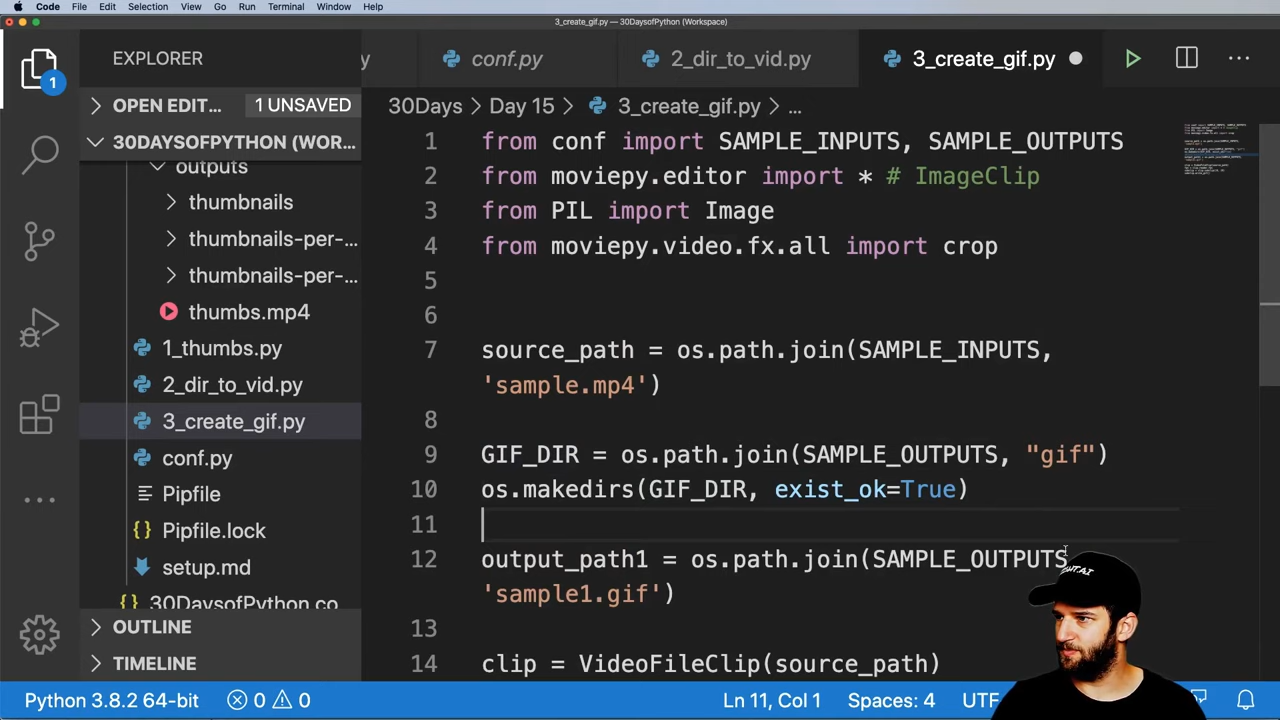 Code File Edit Selection View Go Run Terminal Window Help
3_create_gif.py — 30DaysofPython (Workspace)
EXPLORER
y
conf.py
2_dir_to_vid.py
3_create_gif.py
1
OPEN EDIT... 1 UNSAVED
30DAYSOFPYTHON (WOR...
outputs
thumbnails
thumbnails-per-...
thumbnails-per-...
thumbs.mp4
1_thumbs.py
2_dir_to_vid.py
3_create_gif.py
conf.py
Pipfile
Pipfile.lock
setup.md
30DaysofPython.co
OUTLINE
TIMELINE
30Days > Day 15 > 3_create_gif.py > ...
1 from conf import SAMPLE_INPUTS, SAMPLE_OUTPUTS
2 from moviepy.editor import * # ImageClip
3 from PIL import Image
4 from moviepy.video.fx.all import crop
5
6
7 source_path = os.path.join(SAMPLE_INPUTS,
'sample.mp4')
8
9 GIF_DIR = os.path.join(SAMPLE_OUTPUTS, "gif")
10 os.makedirs(GIF_DIR, exist_ok=True)
11
12 output_path1 = os.path.join(SAMPLE_OUTPUTS
'sample1.gif')
13
14 clip = VideoFileClip(source_path)
Python 3.8.2 64-bit 0 0 Ln 11, Col 1 Spaces: 4 UTF